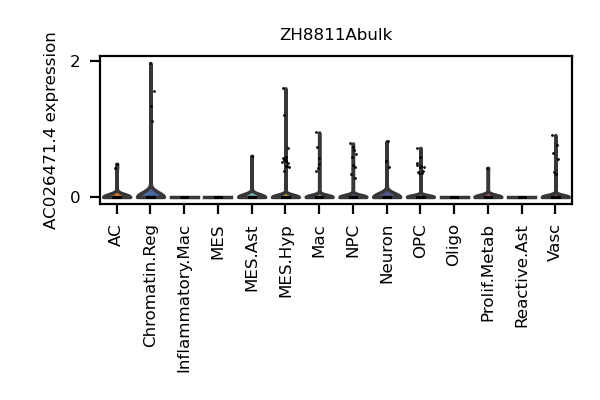 ZH8811Abulk
AC026471.4 expression
2
0
AC
Chromatin.Reg
Inflammatory.Mac
MES
MES.Ast
MES.Hyp
Mac
NPC
Neuron
OPC
Oligo
Prolif.Metab
Reactive.Ast
Vasc